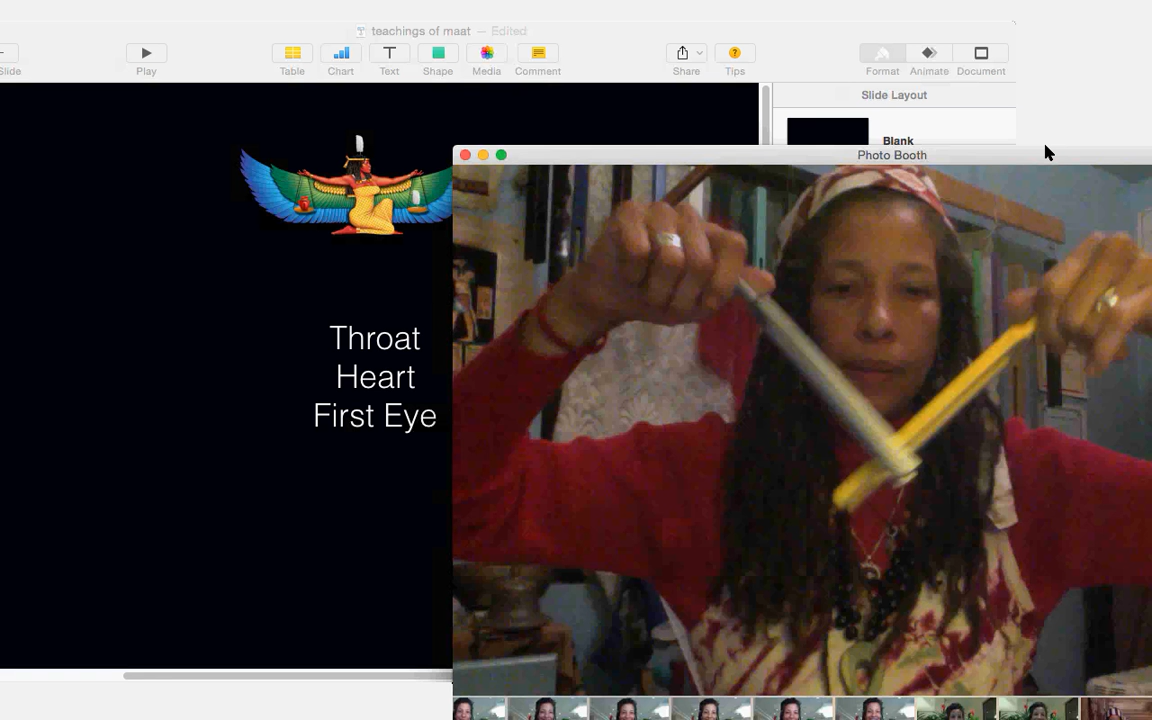 teachings of maat — Edited
Slide
Play
Table
Chart
Text
Shape
Media
Comment
Share
Tips
Format
Animate
Document
Slide Layout
Blank
Photo Booth
Throat
Heart
First Eye